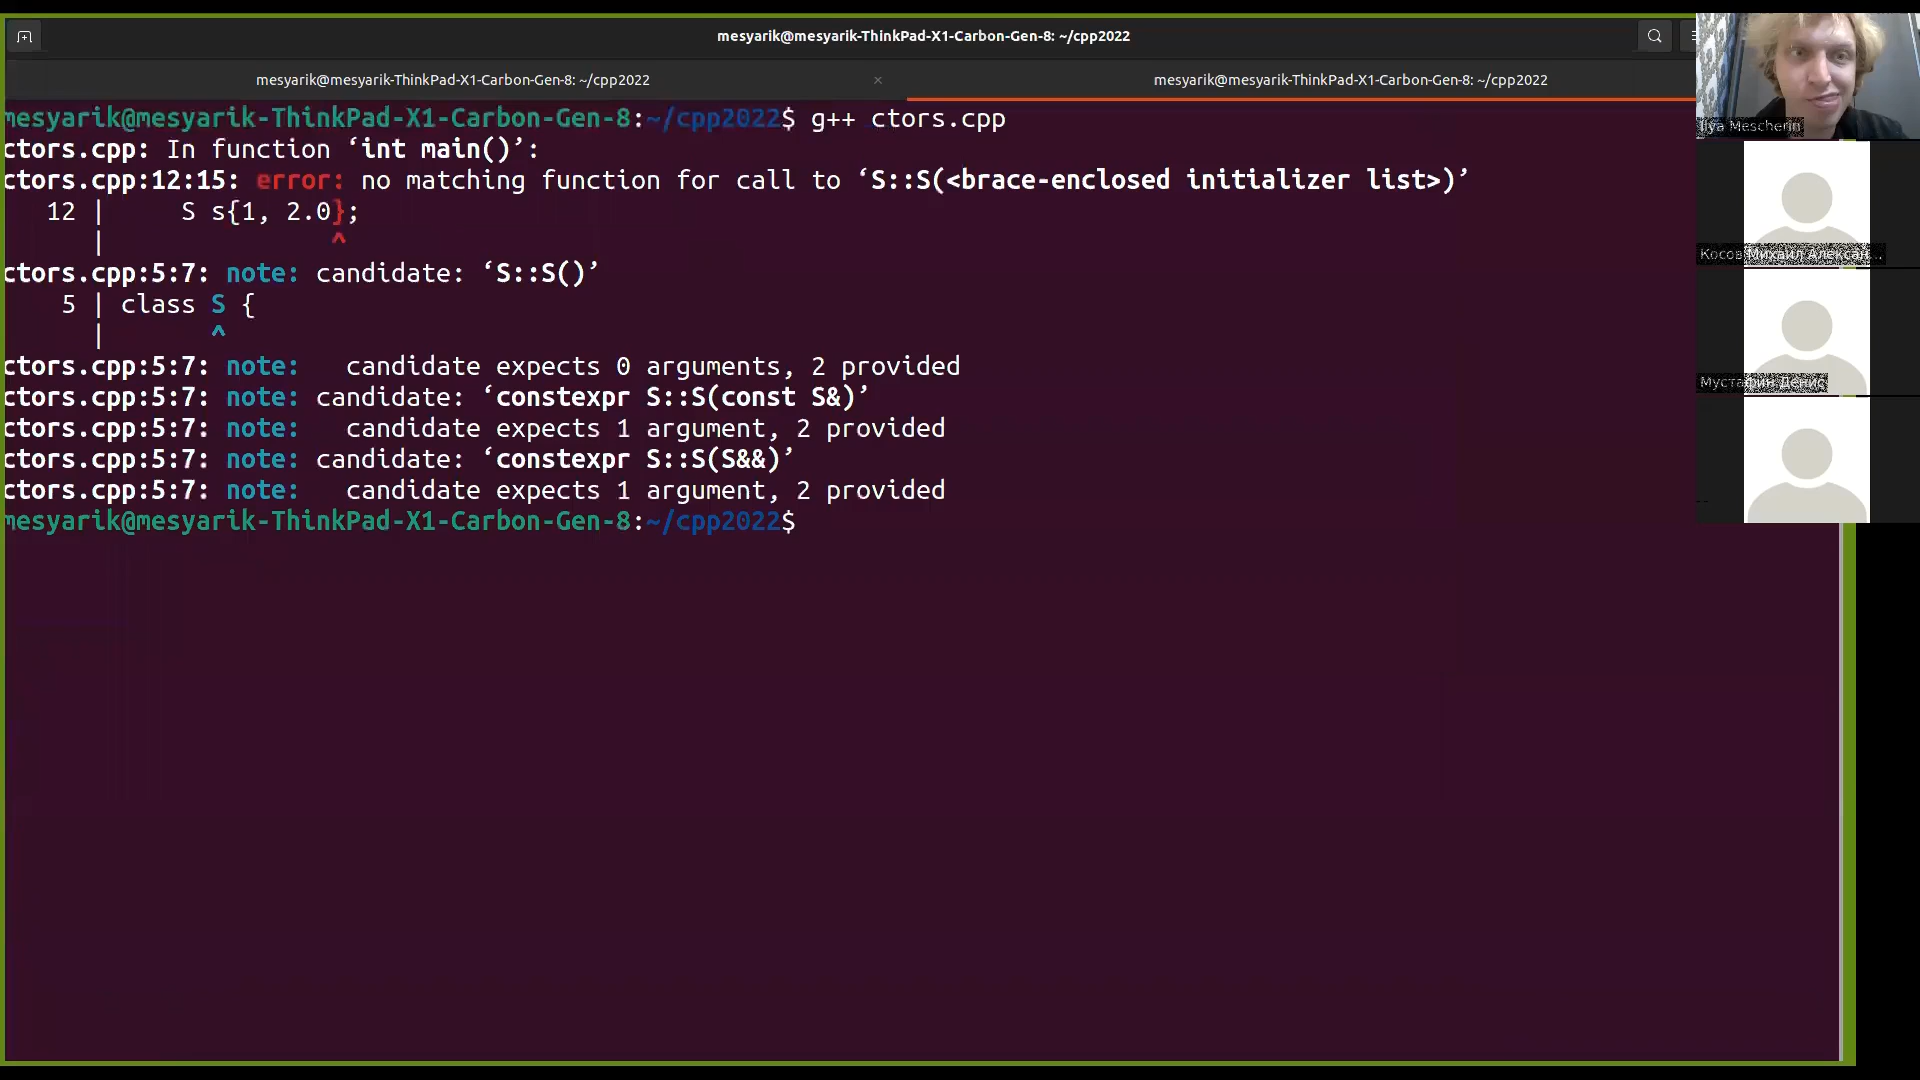 mesyarik@mesyarik-ThinkPad-X1-Carbon-Gen-8: ~/cpp2022
mesyarik@mesyarik-ThinkPad-X1-Carbon-Gen-8: ~/cpp2022 ×
mesyarik@mesyarik-ThinkPad-X1-Carbon-Gen-8: ~/cpp2022
mesyarik@mesyarik-ThinkPad-X1-Carbon-Gen-8:~/cpp2022$ g++ ctors.cpp
ctors.cpp: In function ‘int main()’:
ctors.cpp:12:15: error: no matching function for call to ‘S::S(<brace-enclosed initializer list>)’
12 | S s{1, 2.0};
| ^
ctors.cpp:5:7: note: candidate: ‘S::S()’
5 | class S {
| ^
ctors.cpp:5:7: note: candidate expects 0 arguments, 2 provided
ctors.cpp:5:7: note: candidate: ‘constexpr S::S(const S&)’
ctors.cpp:5:7: note: candidate expects 1 argument, 2 provided
ctors.cpp:5:7: note: candidate: ‘constexpr S::S(S&&)’
ctors.cpp:5:7: note: candidate expects 1 argument, 2 provided
mesyarik@mesyarik-ThinkPad-X1-Carbon-Gen-8:~/cpp2022$
Ilya Mescherin
Косов Михаил Алексан...
Мустафин Денис